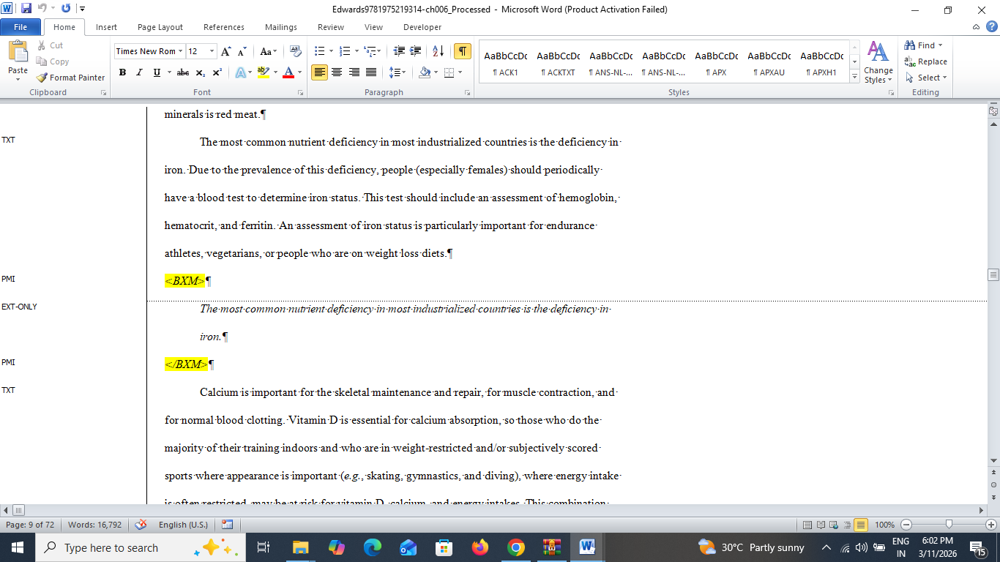 Edwards9781975219314-ch006_Processed - Microsoft Word (Product Activation Failed)
File Home Insert Page Layout References Mailings Review View Developer
Paste Cut Copy Format Painter
Times New Rom 12
AaBbCcDc AaBbCcDc AaBbCcDc AaBbCcDc AaBbCcDc AaBbCcDc AaBbCcDc
¶ ACK1 ¶ ACKTXT ¶ ANS-NL-... ¶ ANS-NL-... ¶ APX ¶ APXAU ¶ APXH1
Change Styles
Find Replace Select
Clipboard Font Paragraph Styles Editing
minerals is red meat.¶
TXT The most common nutrient deficiency in most industrialized countries is the deficiency in
iron. Due to the prevalence of this deficiency, people (especially females) should periodically
have a blood test to determine iron status. This test should include an assessment of hemoglobin,
hematocrit, and ferritin. An assessment of iron status is particularly important for endurance
athletes, vegetarians, or people who are on weight loss diets.¶
PMI <BXM>¶
EXT-ONLY The most common nutrient deficiency in most industrialized countries is the deficiency in
iron.¶
PMI </BXM>¶
TXT Calcium is important for the skeletal maintenance and repair, for muscle contraction, and
for normal blood clotting. Vitamin D is essential for calcium absorption, so those who do the
majority of their training indoors and who are in weight-restricted and/or subjectively scored
sports where appearance is important (e.g., skating, gymnastics, and diving), where energy intake
is often restricted, may be at risk for vitamin D, calcium, and energy intakes. This combination
Page: 9 of 72 Words: 16,792 English (U.S.) 100%
Type here to search
30°C Partly sunny
ENG IN
6:02 PM
3/11/2026
15